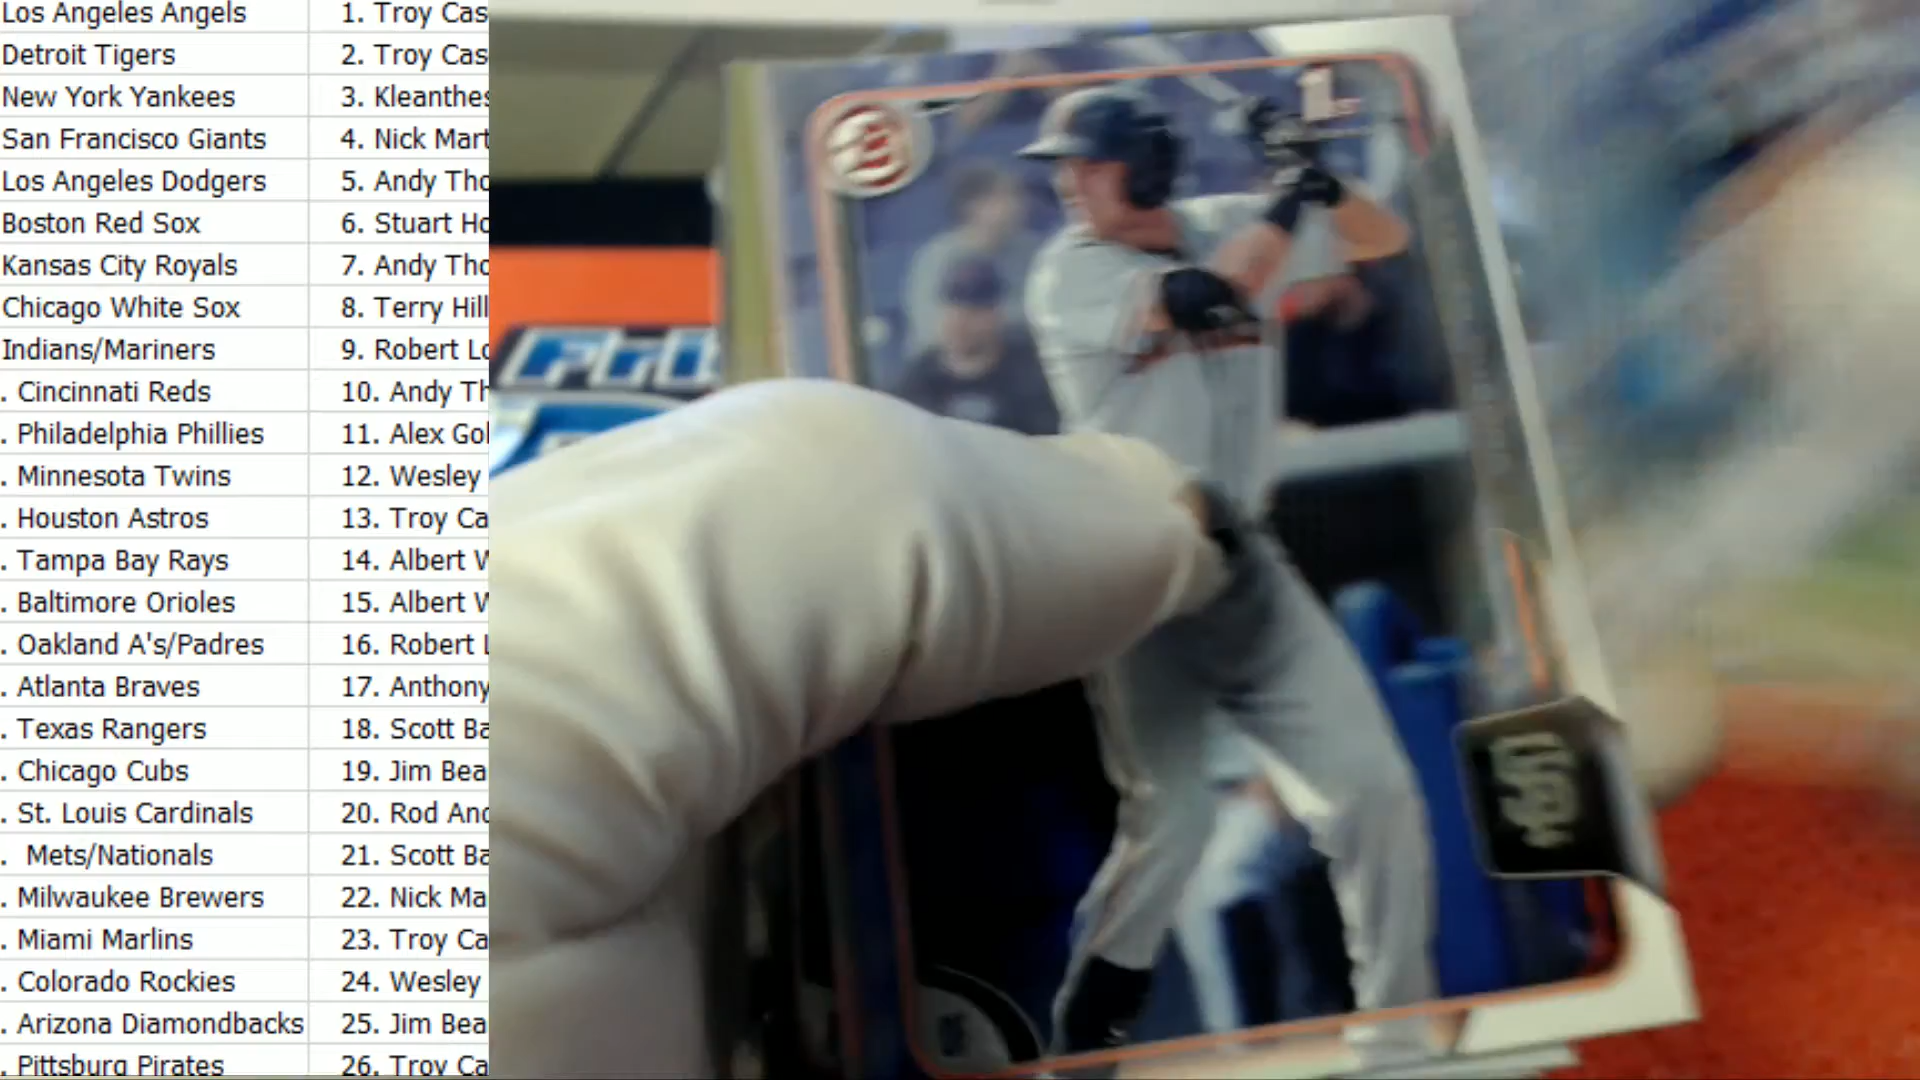 Los Angeles Angels 1. Troy Cas
Detroit Tigers 2. Troy Cas
New York Yankees 3. Kleanthes
San Francisco Giants 4. Nick Mart
Los Angeles Dodgers 5. Andy Tho
Boston Red Sox 6. Stuart Ho
Kansas City Royals 7. Andy Tho
Chicago White Sox 8. Terry Hill
Indians/Mariners 9. Robert Lo
. Cincinnati Reds 10. Andy Th
. Philadelphia Phillies 11. Alex Gol
. Minnesota Twins 12. Wesley
. Houston Astros 13. Troy Ca
. Tampa Bay Rays 14. Albert W
. Baltimore Orioles 15. Albert W
. Oakland A's/Padres 16. Robert L
. Atlanta Braves 17. Anthony
. Texas Rangers 18. Scott Ba
. Chicago Cubs 19. Jim Bea
. St. Louis Cardinals 20. Rod And
. Mets/Nationals 21. Scott Ba
. Milwaukee Brewers 22. Nick Ma
. Miami Marlins 23. Troy Ca
. Colorado Rockies 24. Wesley
. Arizona Diamondbacks 25. Jim Bea
. Pittsburg Pirates 26. Troy Ca
B
1st
SF